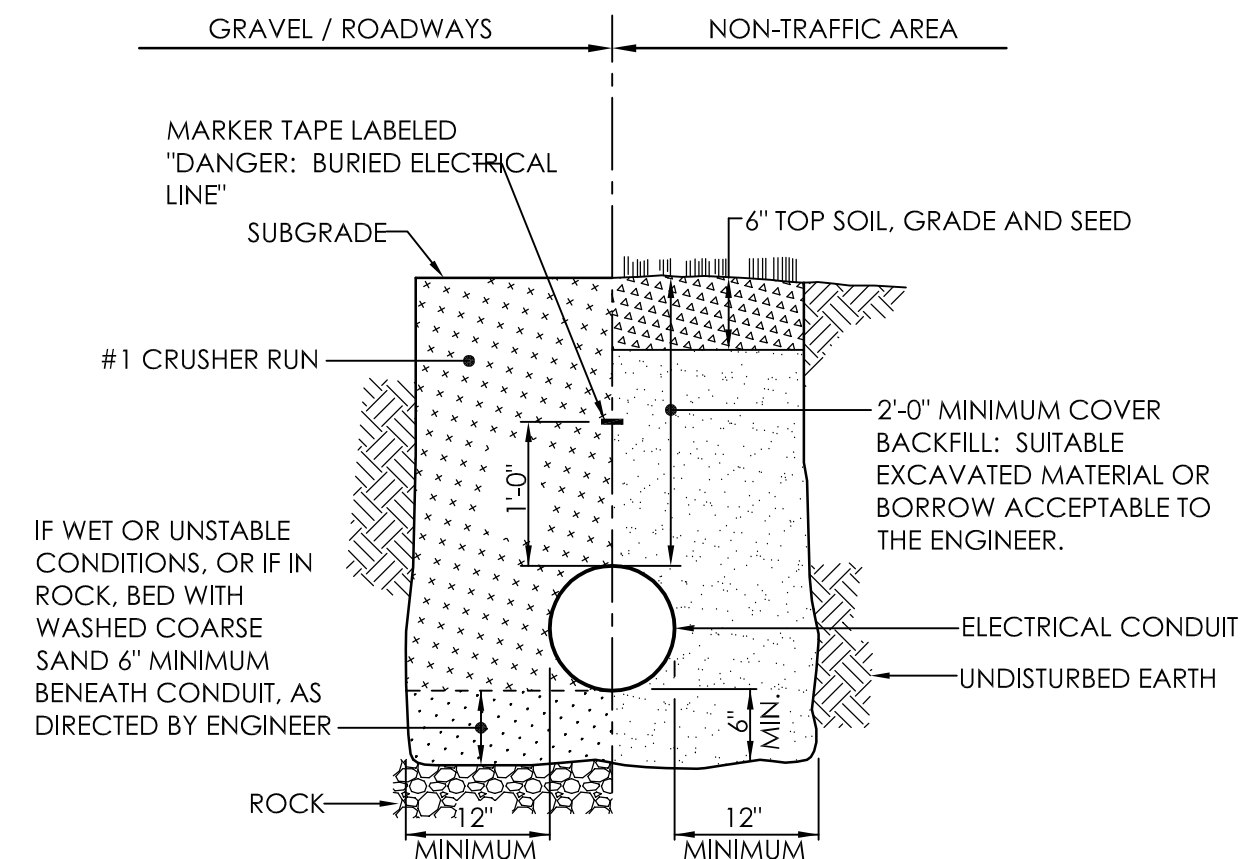 GRAVEL / ROADWAYS
NON-TRAFFIC AREA
MARKER TAPE LABELED
"DANGER: BURIED ELECTRICAL
LINE"
SUBGRADE
6" TOP SOIL, GRADE AND SEED
#1 CRUSHER RUN
2'-0" MINIMUM COVER
BACKFILL: SUITABLE
EXCAVATED MATERIAL OR
BORROW ACCEPTABLE TO
THE ENGINEER.
1'-0"
IF WET OR UNSTABLE
CONDITIONS, OR IF IN
ROCK, BED WITH
WASHED COARSE
SAND 6" MINIMUM
BENEATH CONDUIT, AS
DIRECTED BY ENGINEER
ELECTRICAL CONDUIT
UNDISTURBED EARTH
6"
MIN.
ROCK
12"
MINIMUM
12"
MINIMUM